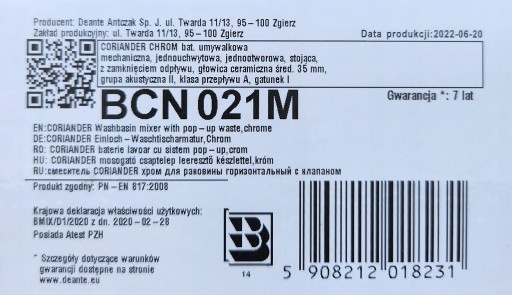 Producent: Deante Antczak Sp. J. ul. Twarda 11/13, 95-100 Zgierz
Zakład produkcyjny: ul. Twarda 11/13, 95-100 Zgierz
Data produkcji:2022-06-20
CORIANDER CHROM bat. umywalkowa
mechaniczna, jednouchwytowa, jednootworowa, stojąca,
z zamknięciem odpływu, głowica ceramiczna śred. 35 mm,
grupa akustyczna II, klasa przepływu A, gatunek I
BCN 021M
Gwarancja *: 7 lat
EN:CORIANDER Washbasin mixer with pop-up waste,chrome
DE:CORIANDER Einloch-Waschtischarmatur,Chrom
RO: CORIANDER baterie lavoar cu sistem pop-up,crom
HU: CORIANDER mosogató csaptelep leeresztő készlettel,króm
RU:смеситель CORIANDER хром для раковины горизонтальный с клапаном
Produkt zgodny: PN-EN 817:2008
Krajowa deklaracja właściwości użytkowych:
BMIX/D1/2020 z dn. 2020-02-28
Posiada Atest PZH
* Szczegóły dotyczące warunków
gwarancji dostępne na stronie
www.deante.eu
B
14
5 908212 018231